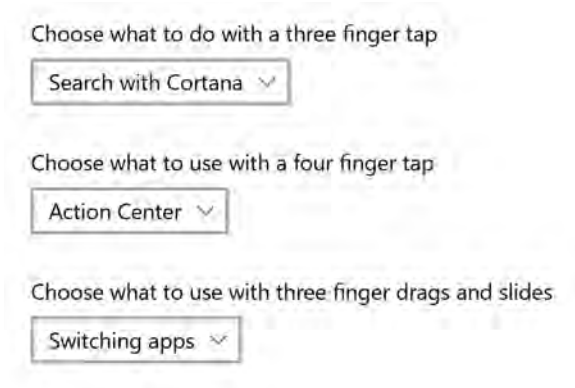 Choose what to do with a three finger tap
Search with Cortana
Choose what to use with a four finger tap
Action Center
Choose what to use with three finger drags and slides
Switching apps